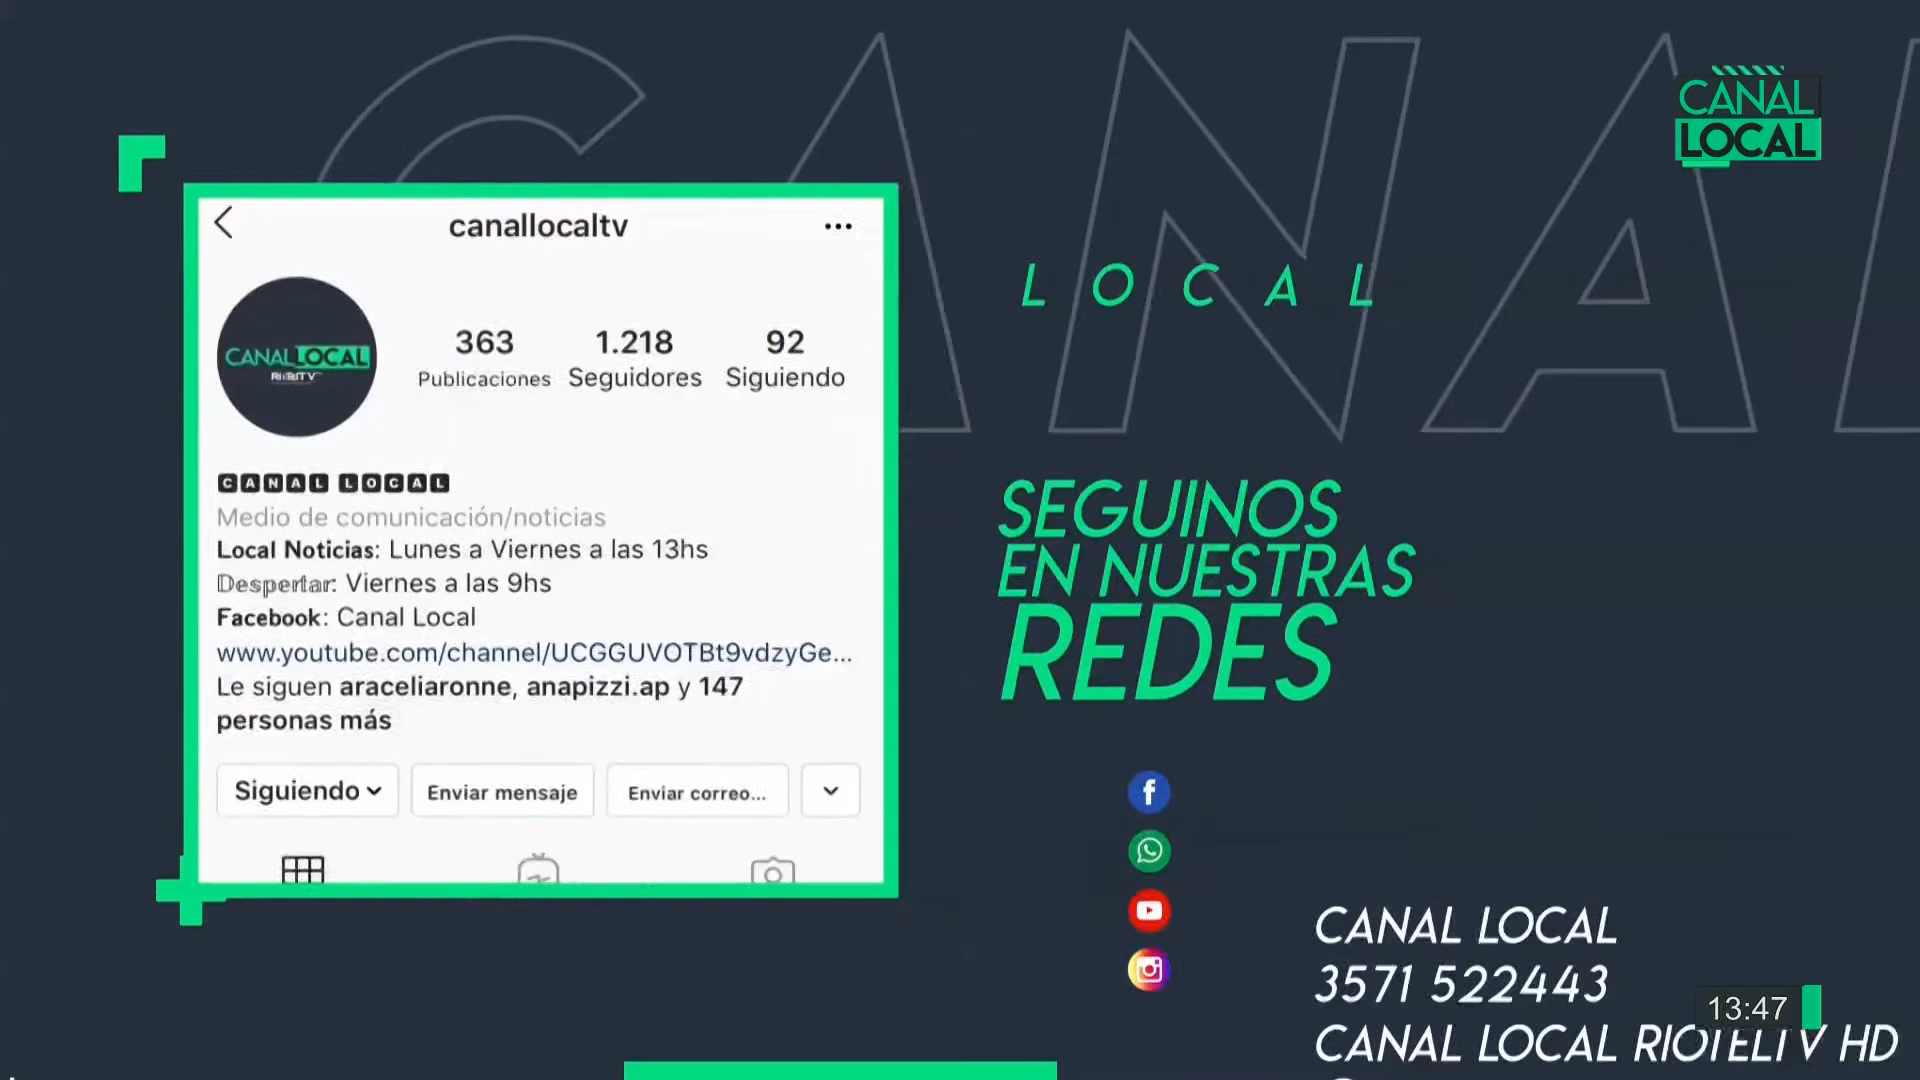 CANAL
CANAL
LOCAL
canallocaltv
LOCAL
CANAL LOCAL
363
1.218
92
Publicaciones
Seguidores
Siguiendo
CANAL LOCAL
Medio de comunicación/noticias
Local Noticias: Lunes a Viernes a las 13hs
Despertar: Viernes a las 9hs
Facebook: Canal Local
www.youtube.com/channel/UCGGUVOTBt9vdzyGe...
Le siguen araceliaronne, anapizzi.ap y 147
personas más
Siguiendo
Enviar mensaje
Enviar correo...
SEGUINOS
EN NUESTRAS
REDES
CANAL LOCAL
3571 522443
13:47
CANAL LOCAL RIOTELTV HD